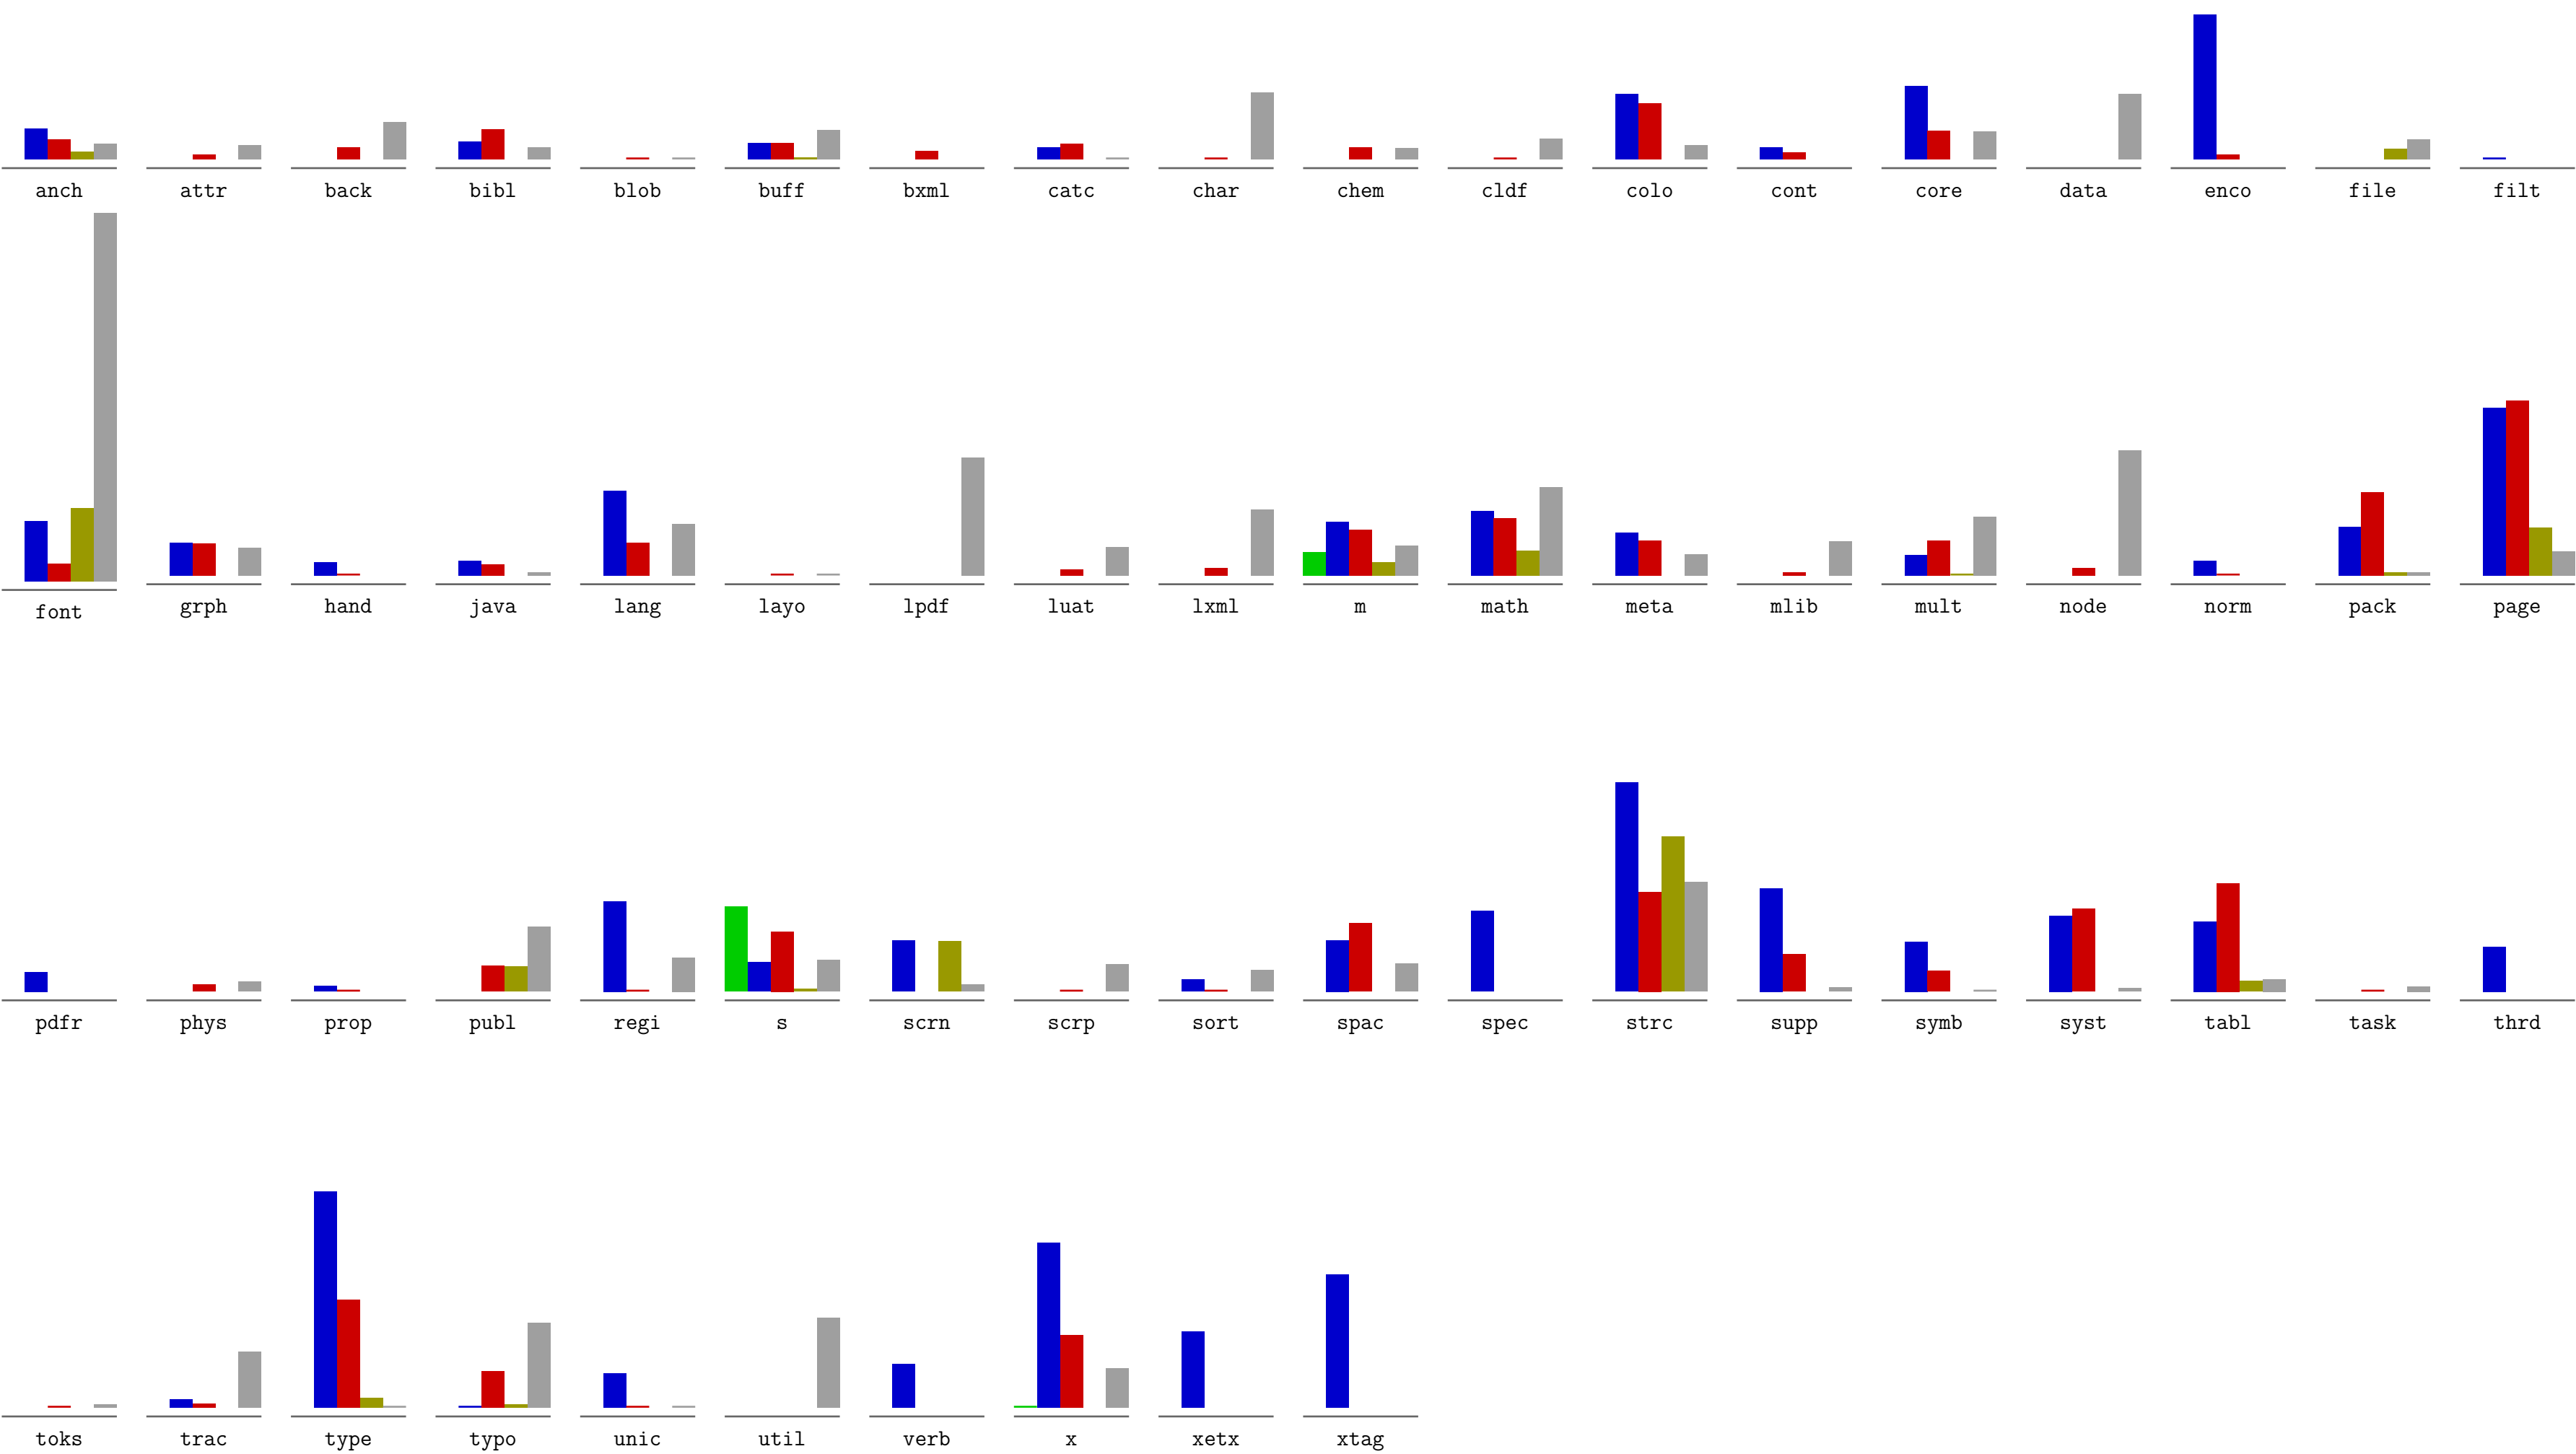 anch attr back bibl blob buff bxml catc char chem cldf colo cont core data enco file filt
font grph hand java lang layo lpdf luat lxml m math meta mlib mult node norm pack page
pdfr phys prop publ regi s scrn scrp sort spac spec strc supp symb syst tabl task thrd
toks trac type typo unic util verb x xetx xtag